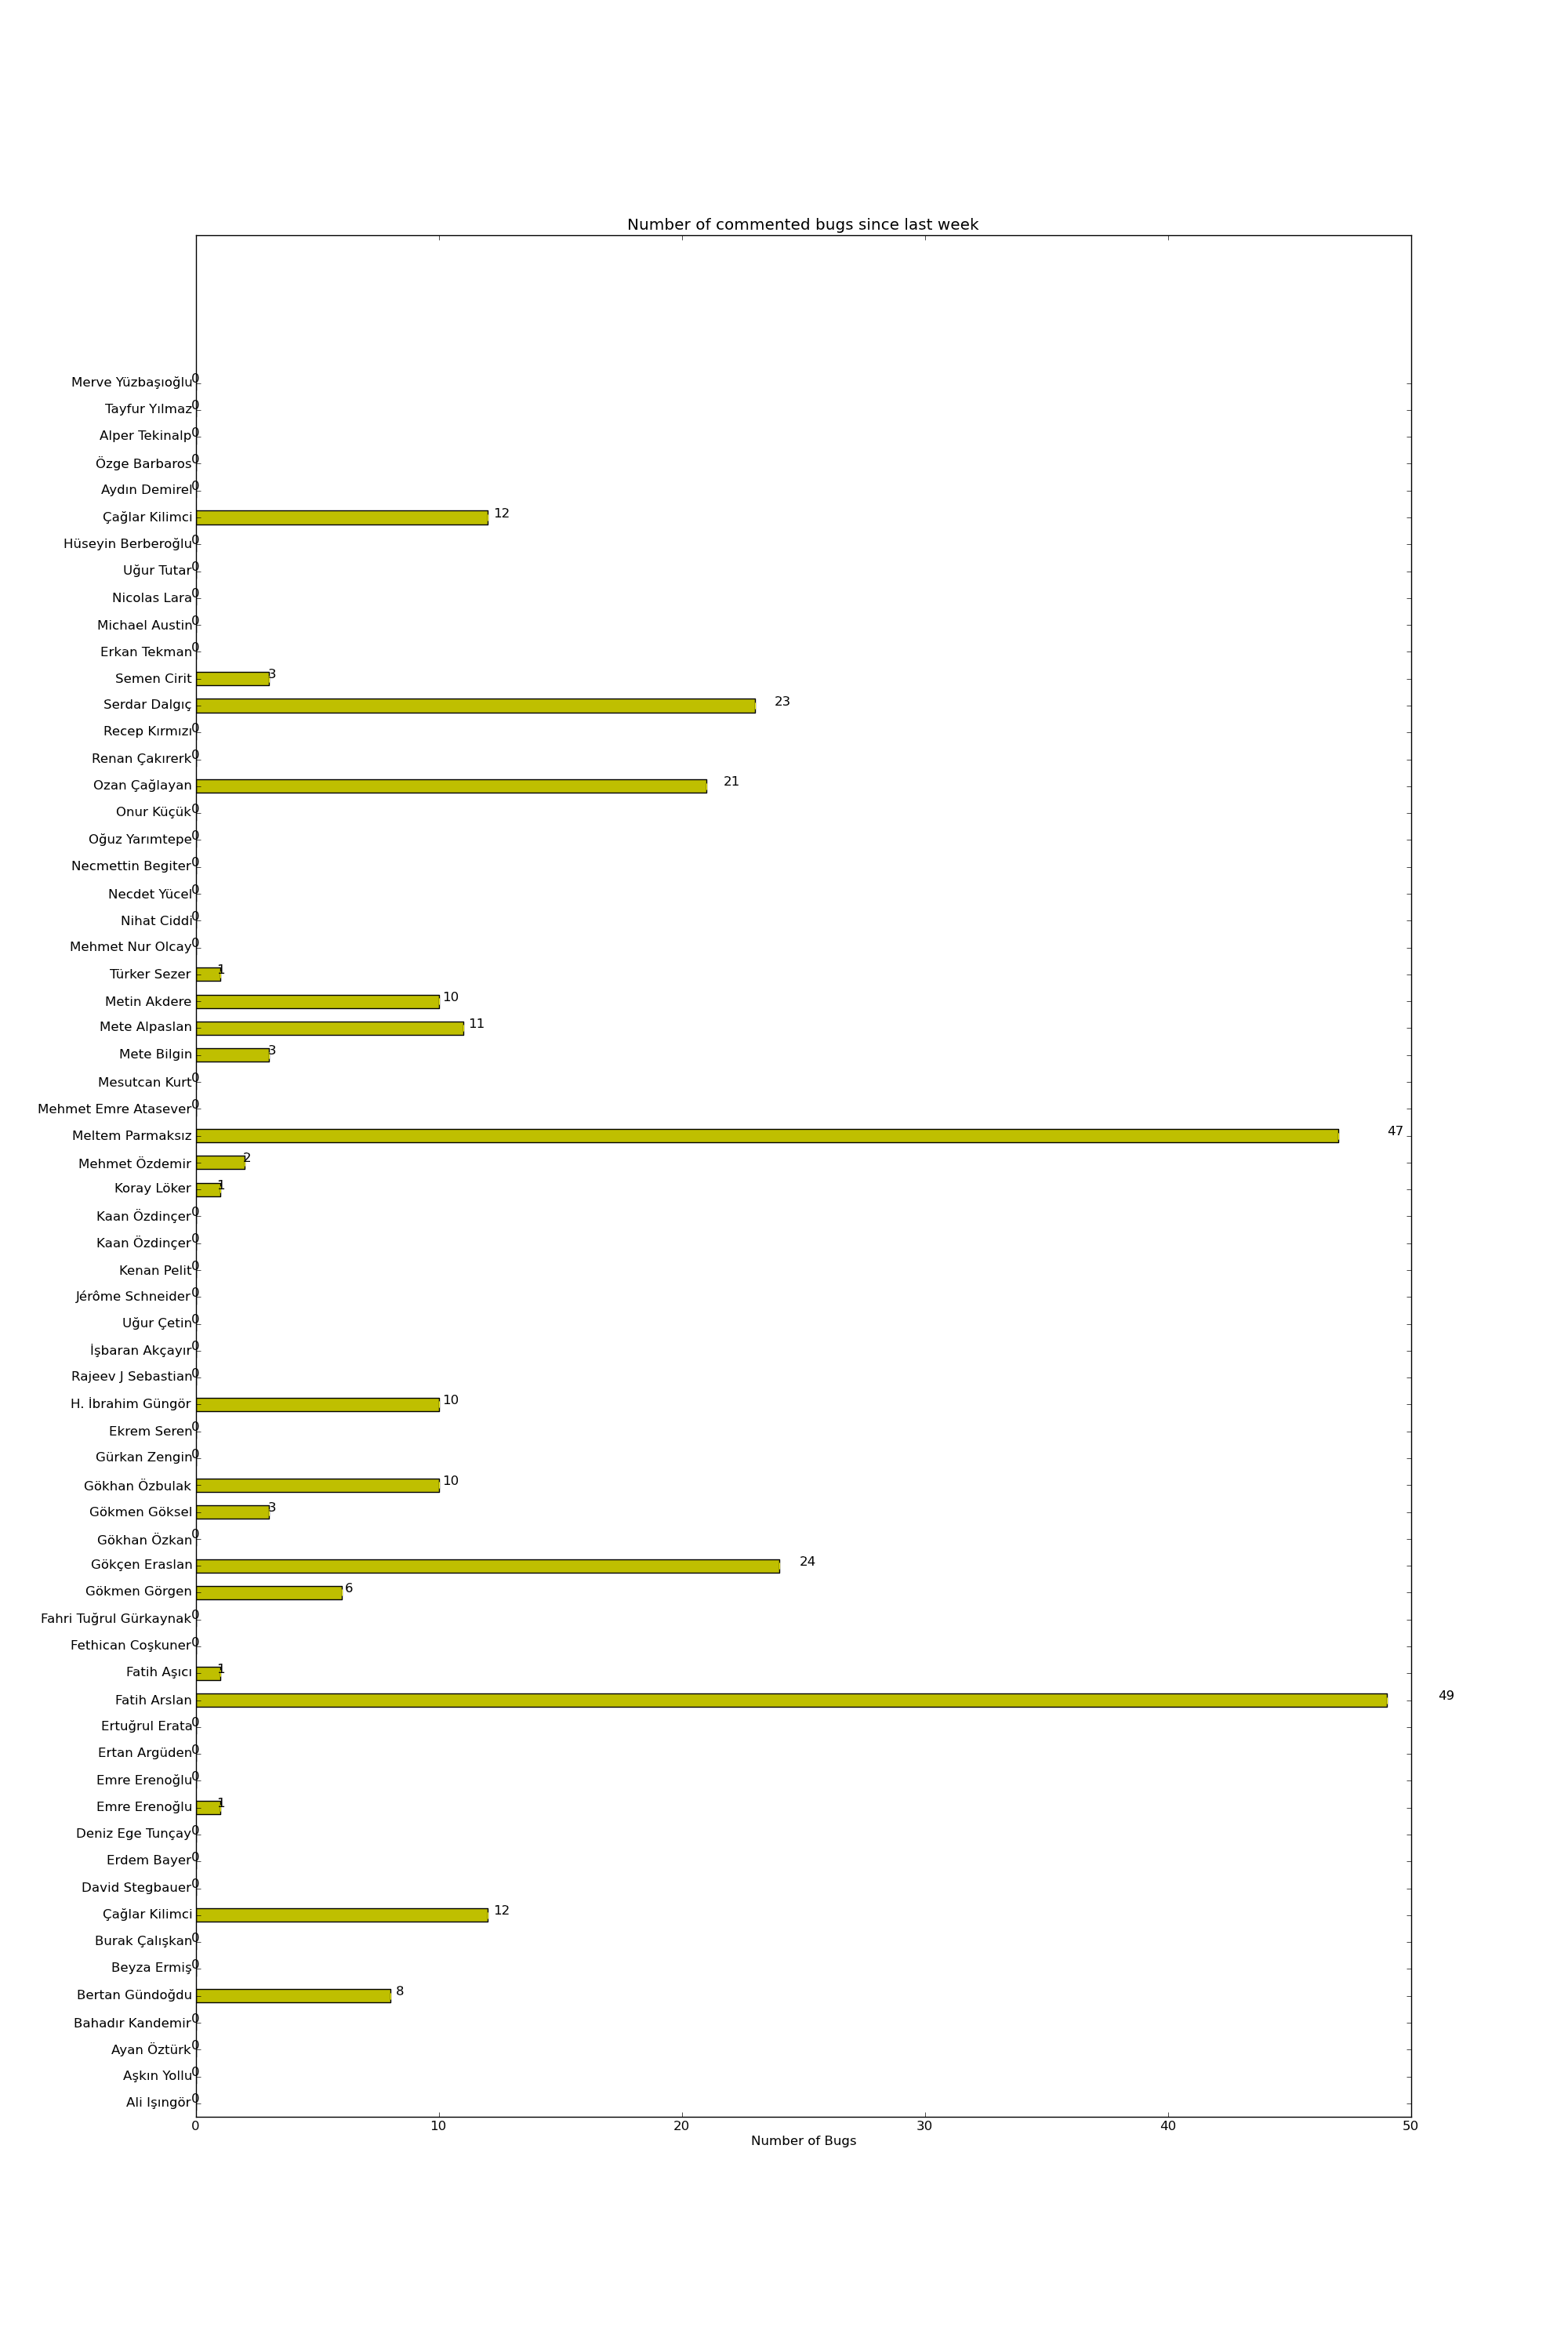 Number of commented bugs since last week
Merve Yüzbaşıoğlu 0
Tayfur Yılmaz 0
Alper Tekinalp 0
Özge Barbaros 0
Aydın Demirel 0
Çağlar Kilimci 12
Hüseyin Berberoğlu 0
Uğur Tutar 0
Nicolas Lara 0
Michael Austin 0
Erkan Tekman 0
Semen Cirit 3
Serdar Dalgıç 23
Recep Kırmızı 0
Renan Çakırerk 0
Ozan Çağlayan 21
Onur Küçük 0
Oğuz Yarımtepe 0
Necmettin Begiter 0
Necdet Yücel 0
Nihat Ciddi 0
Mehmet Nur Olcay 0
Türker Sezer 1
Metin Akdere 10
Mete Alpaslan 11
Mete Bilgin 3
Mesutcan Kurt 0
Mehmet Emre Atasever 0
Meltem Parmaksız 47
Mehmet Özdemir 2
Koray Löker 1
Kaan Özdinçer 0
Kaan Özdinçer 0
Kenan Pelit 0
Jérôme Schneider 0
Uğur Çetin 0
İşbaran Akçayır 0
Rajeev J Sebastian 0
H. İbrahim Güngör 10
Ekrem Seren 0
Gürkan Zengin 0
Gökhan Özbulak 10
Gökmen Göksel 3
Gökhan Özkan 0
Gökçen Eraslan 24
Gökmen Görgen 6
Fahri Tuğrul Gürkaynak 0
Fethican Coşkuner 0
Fatih Aşıcı 1
Fatih Arslan 49
Ertuğrul Erata 0
Ertan Argüden 0
Emre Erenoğlu 0
Emre Erenoğlu 1
Deniz Ege Tunçay 0
Erdem Bayer 0
David Stegbauer 0
Çağlar Kilimci 12
Burak Çalışkan 0
Beyza Ermiş 0
Bertan Gündoğdu 8
Bahadır Kandemir 0
Ayan Öztürk 0
Aşkın Yollu 0
Ali Işıngör 0
0 10 20 30 40 50
Number of Bugs